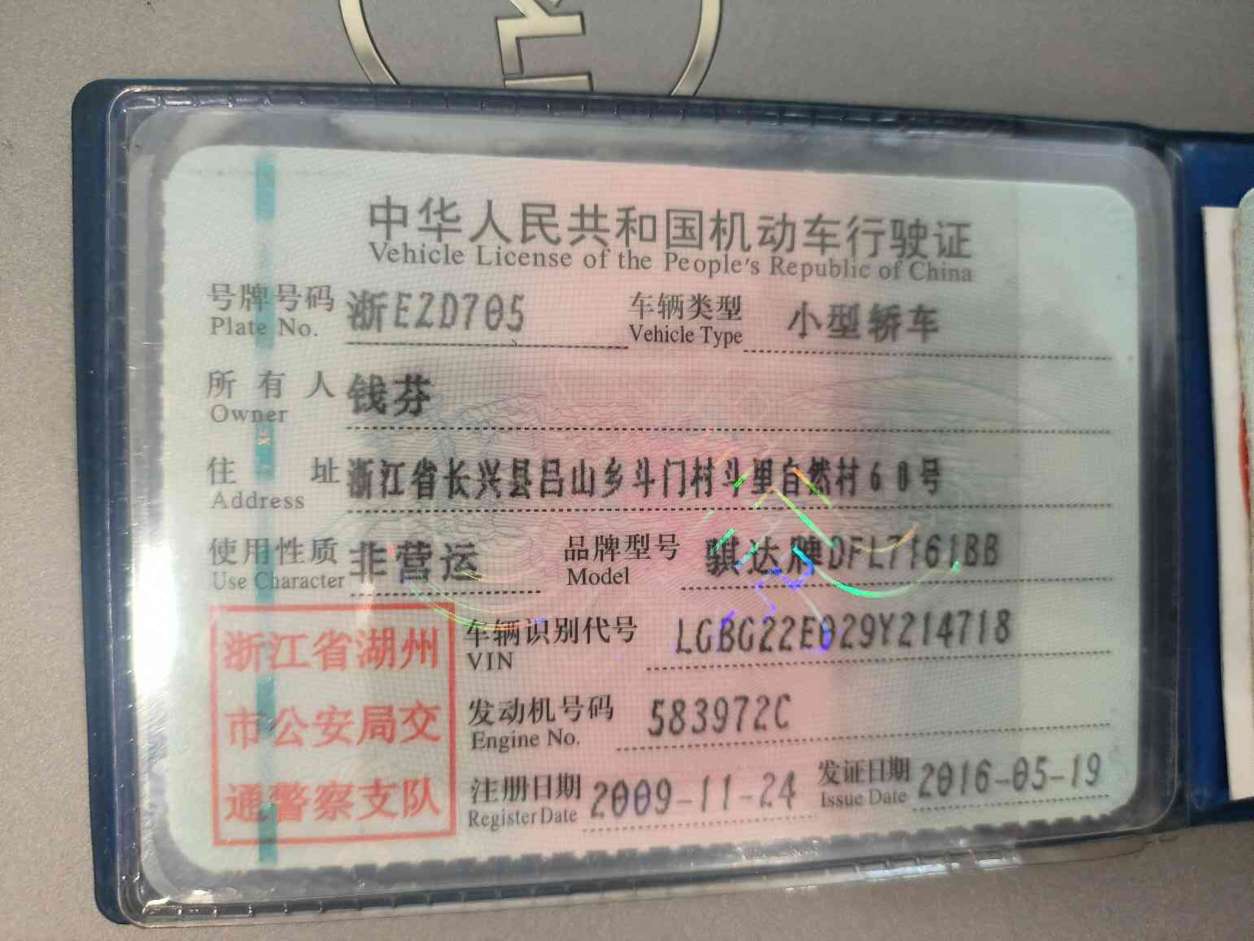 中华人民共和国机动车行驶证
Vehicle License of the People's Republic of China
号牌号码 浙EZD705 车辆类型 小型轿车
Plate No. Vehicle Type
所有人 钱芬
Owner
住址 浙江省长兴县吕山乡斗门村斗里自然村60号
Address
使用性质 非营运 品牌型号 骐达牌DFL7161BB
Use Character Model
浙江省湖州
市公安局交
通警察支队
车辆识别代号 LGBG22E029Y214718
VIN
发动机号码 583972C
Engine No.
注册日期 2009-11-24 发证日期 2016-05-19
Register Date Issue Date